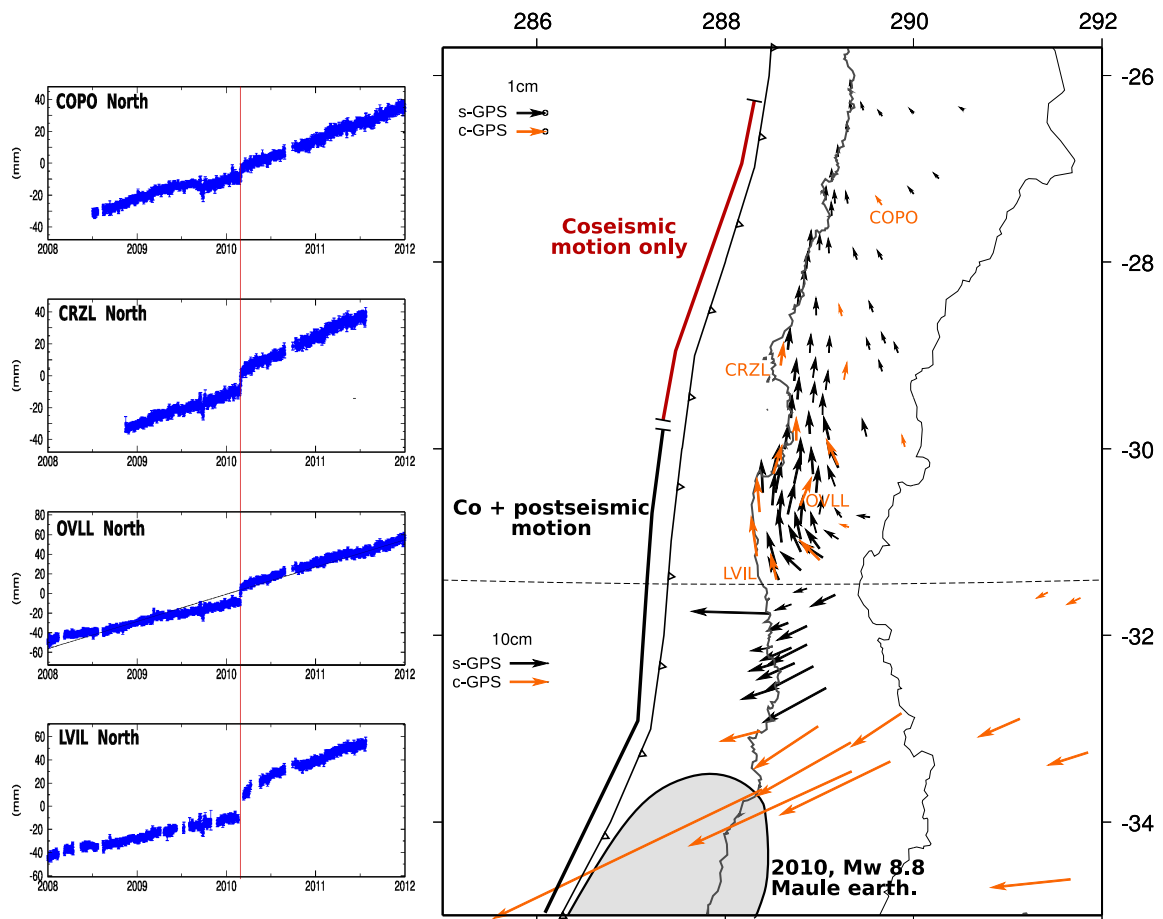 COPO North
40
20
0
-20
-40
(mm)
2008 2009 2010 2011 2012
CRZL North
40
20
0
-20
-40
(mm)
2008 2009 2010 2011 2012
OVLL North
80
60
40
20
0
-20
-40
-60
(mm)
2008 2009 2010 2011 2012
LVIL North
60
40
20
0
-20
-40
-60
(mm)
2008 2009 2010 2011 2012
286 288 290 292
-26
-28
-30
-32
-34
1cm
s-GPS
c-GPS
COPO
Coseismic
motion only
CRZL
OVLL
Co + postseismic
motion
LVIL
10cm
s-GPS
c-GPS
2010, Mw 8.8
Maule earth.